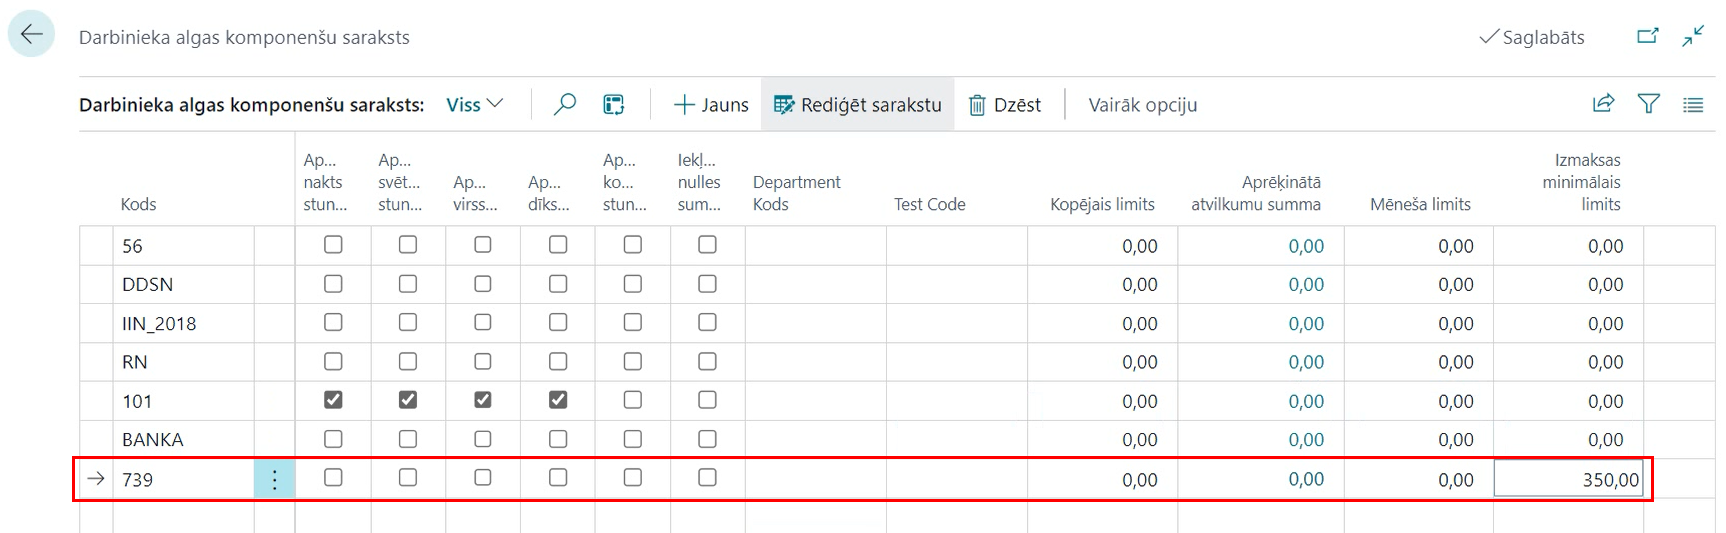 Darbinieka algas komponenšu saraksts
Saglabāts
Darbinieka algas komponenšu saraksts: Viss Jauns Rediģēt sarakstu Dzēst Vairāk opciju
Kods Ap... nakts stun... Ap... svēt... stun... Ap... virss... Ap... dīks... Ap... ko... stun... Iekļ... nulles sum... Department Kods Test Code Kopējais limits Aprēķinātā atvilkumu summa Mēneša limits Izmaksas minimālais limits
56 0,00 0,00 0,00 0,00
DDSN 0,00 0,00 0,00 0,00
IIN_2018 0,00 0,00 0,00 0,00
RN 0,00 0,00 0,00 0,00
101 0,00 0,00 0,00 0,00
BANKA 0,00 0,00 0,00 0,00
739 0,00 0,00 0,00 350,00